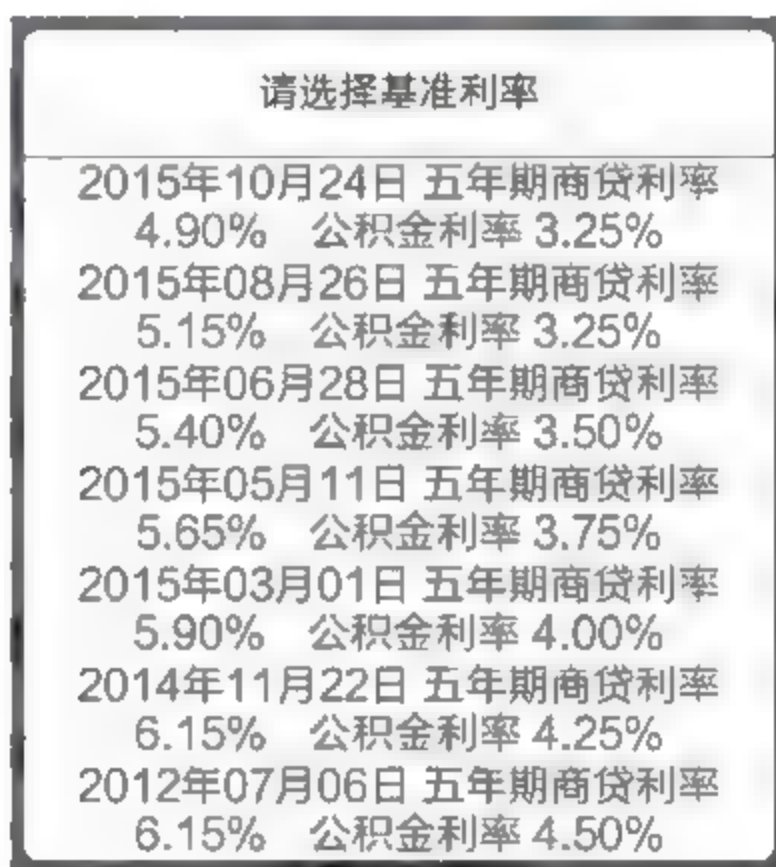 请选择基准利率
2015年10月24日 五年期商贷利率
4.90% 公积金利率 3.25%
2015年08月26日 五年期商贷利率
5.15% 公积金利率 3.25%
2015年06月28日 五年期商贷利率
5.40% 公积金利率 3.50%
2015年05月11日 五年期商贷利率
5.65% 公积金利率 3.75%
2015年03月01日 五年期商贷利率
5.90% 公积金利率 4.00%
2014年11月22日 五年期商贷利率
6.15% 公积金利率 4.25%
2012年07月06日 五年期商贷利率
6.15% 公积金利率 4.50%